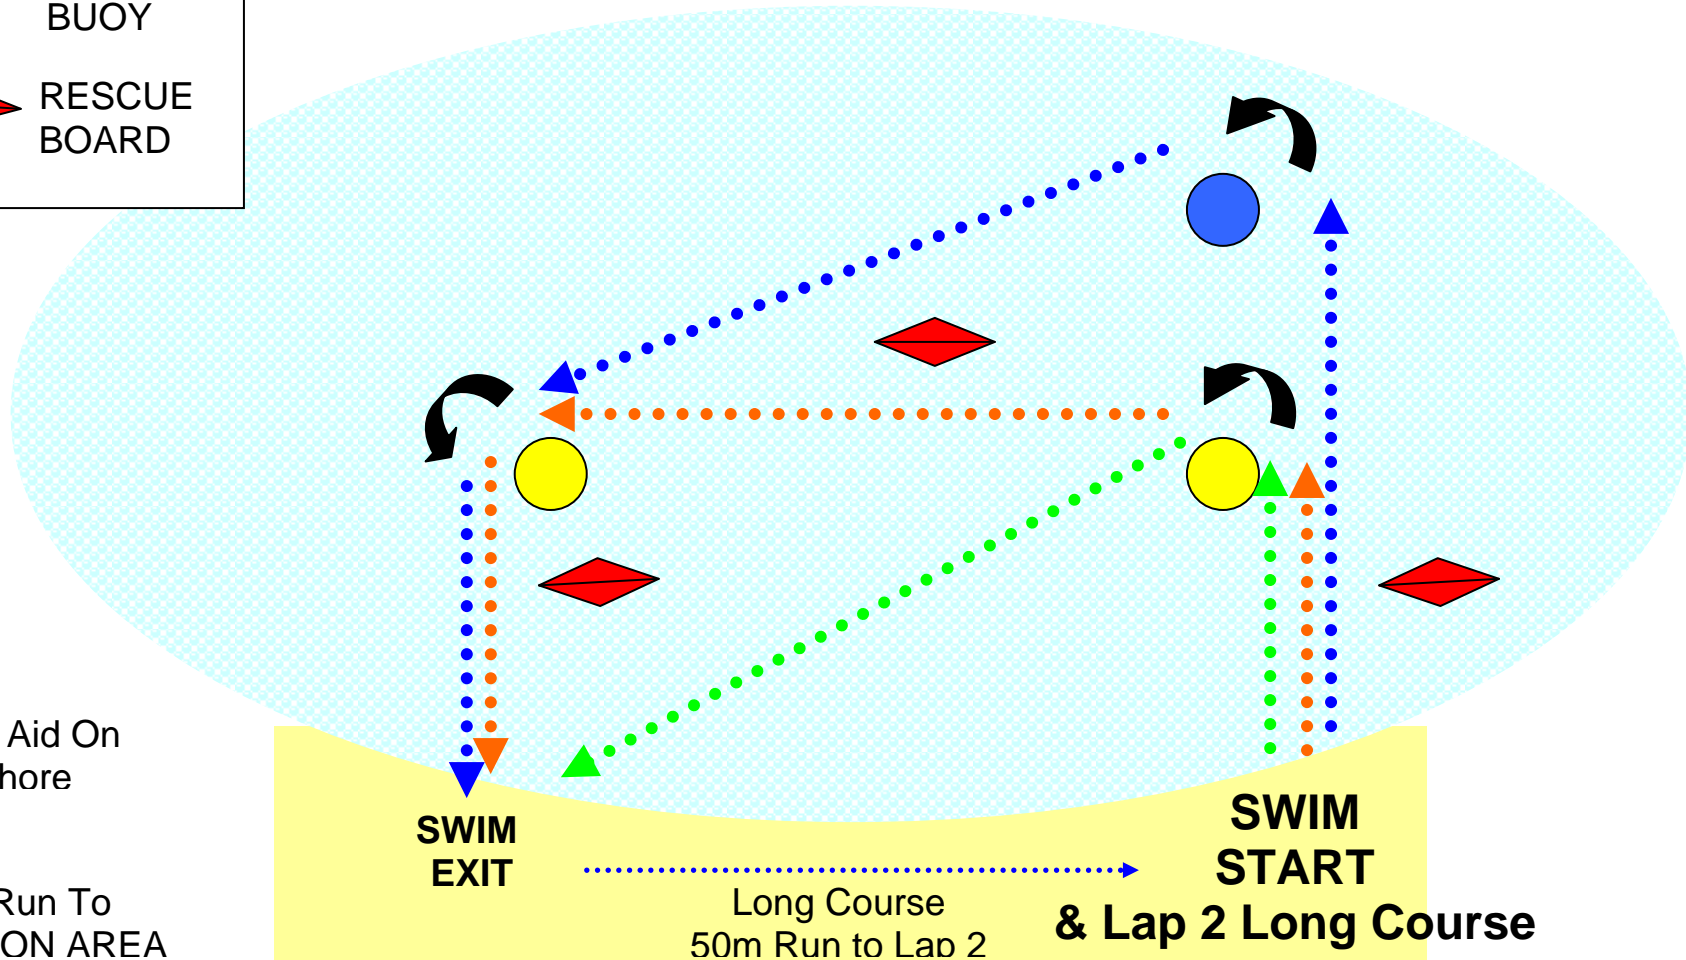 BUOY
RESCUE
BOARD
Aid On
hore
Run To
ON AREA
SWIM
EXIT
Long Course
50m Run to Lap 2
SWIM
START
& Lap 2 Long Course